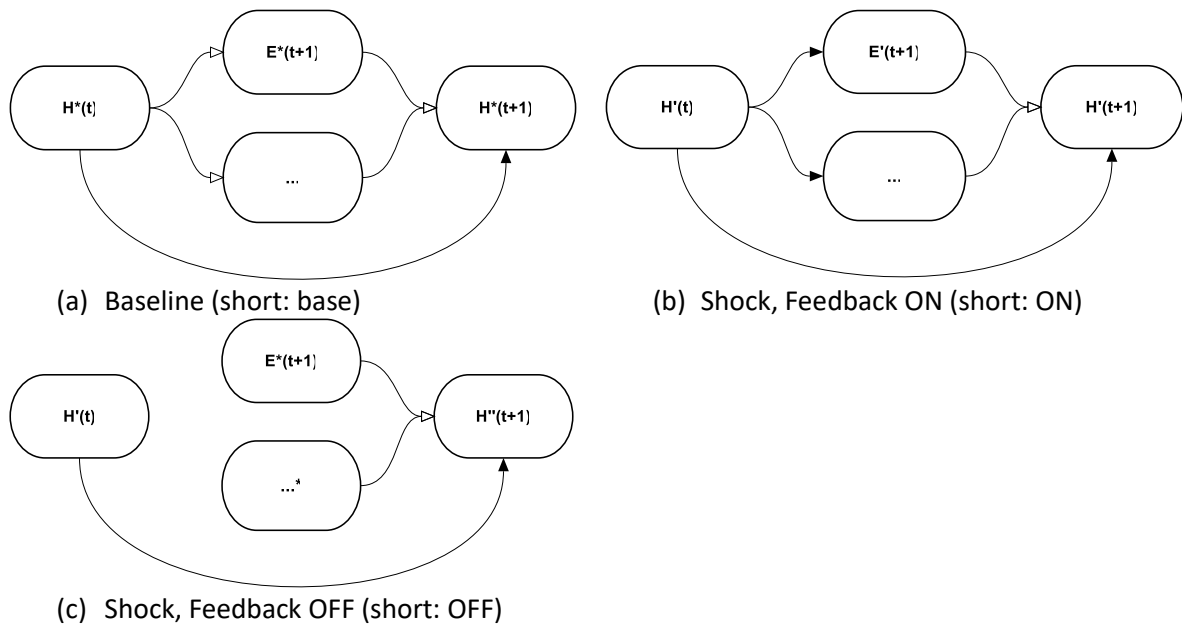 E*(t+1)
H*(t)
H*(t+1)
...
(a) Baseline (short: base)
E'(t+1)
H'(t)
H'(t+1)
...
(b) Shock, Feedback ON (short: ON)
E*(t+1)
H'(t)
H''(t+1)
...*
(c) Shock, Feedback OFF (short: OFF)